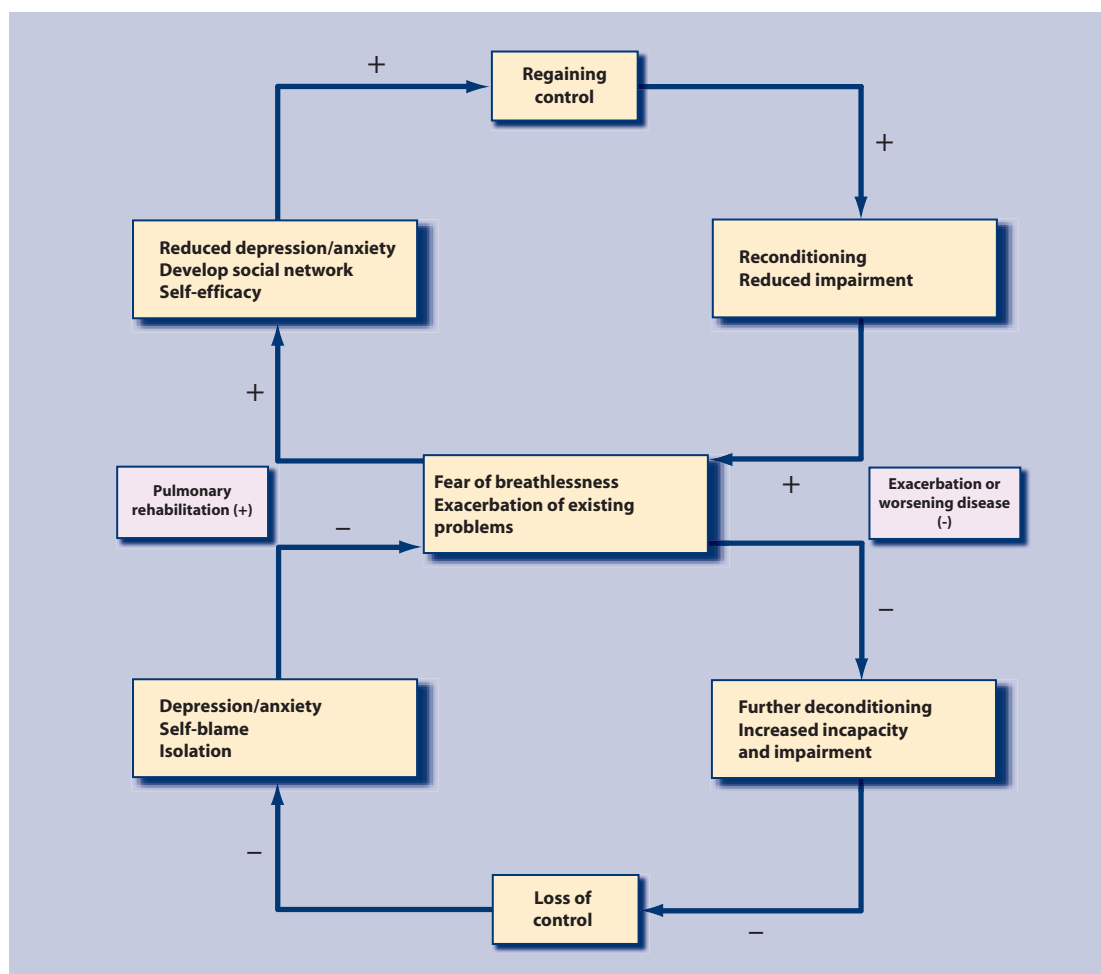 +
Regaining
control
+
Reduced depression/anxiety
Develop social network
Self-efficacy
Reconditioning
Reduced impairment
+
Pulmonary
rehabilitation (+)
Fear of breathlessness
Exacerbation of existing
problems
+
Exacerbation or
worsening disease
(-)
−
−
Depression/anxiety
Self-blame
Isolation
Further deconditioning
Increased incapacity
and impairment
−
Loss of
control
−